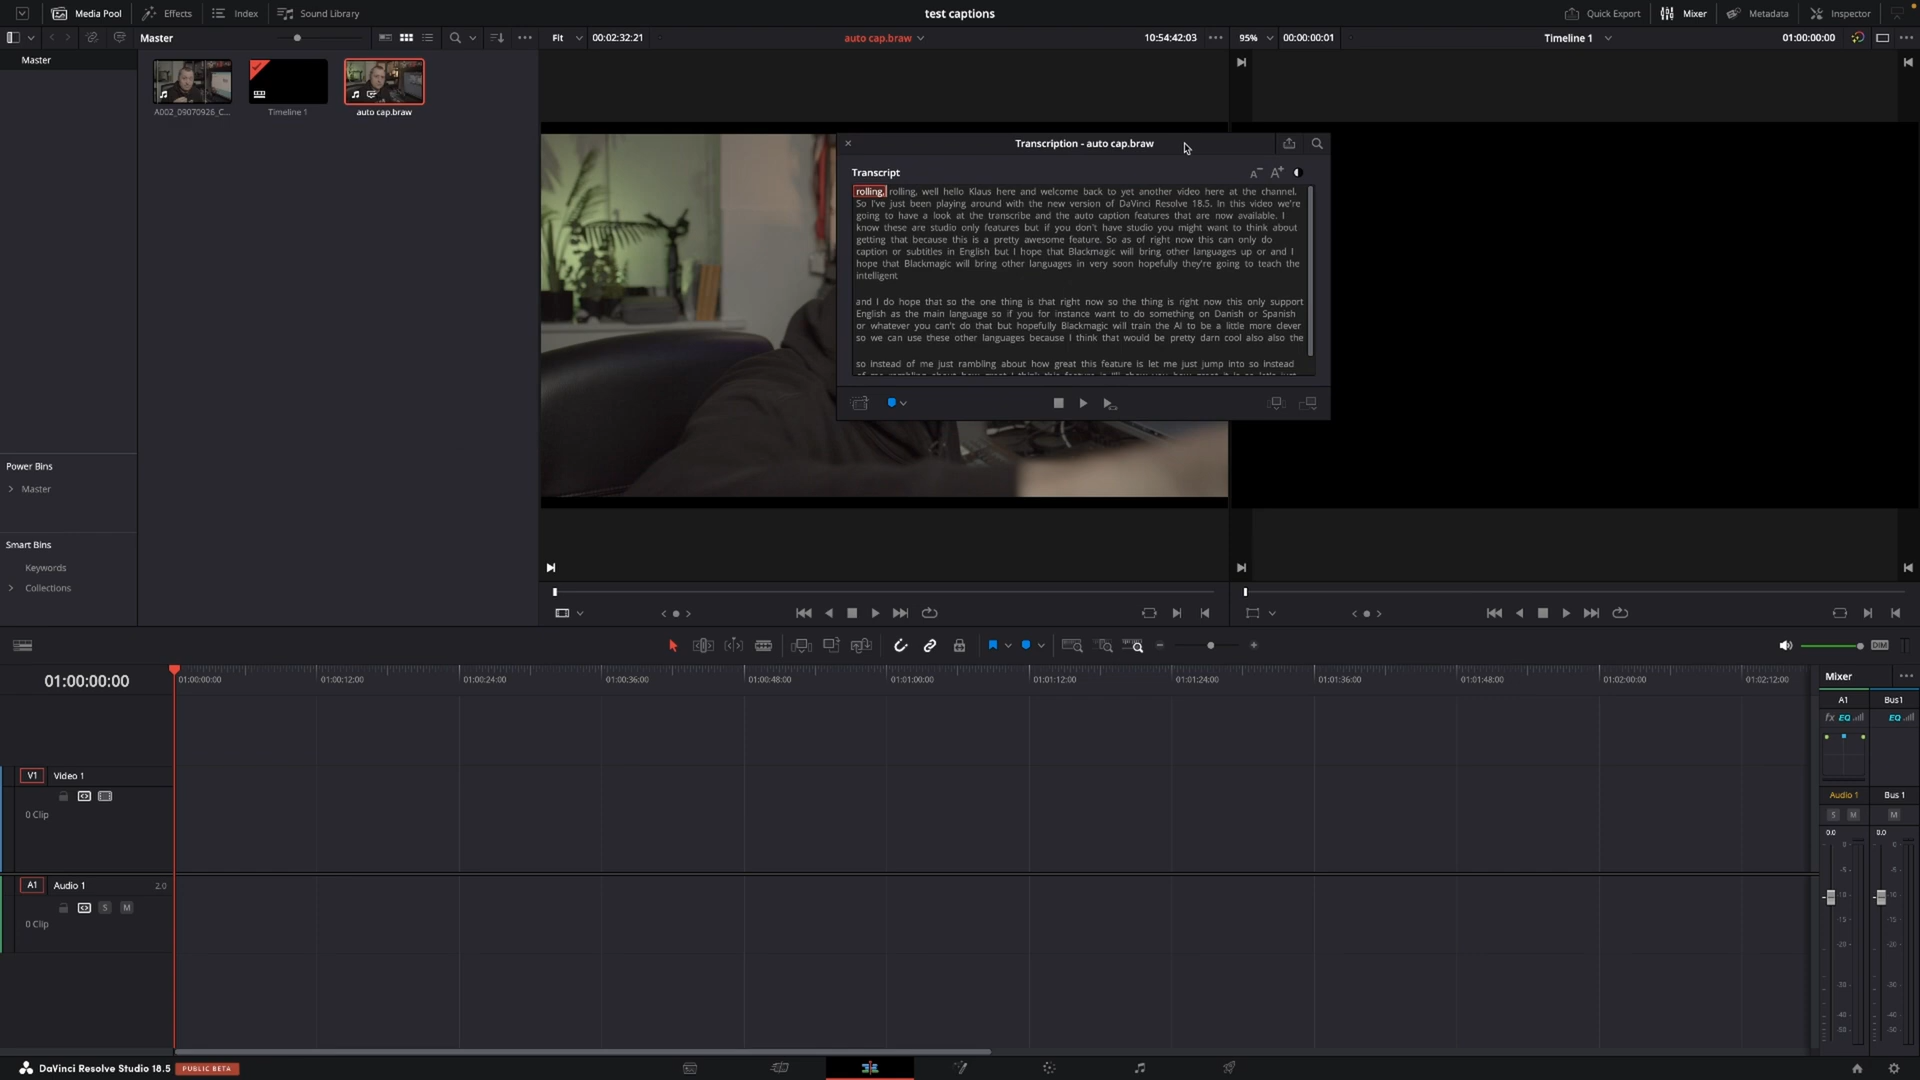 Media Pool Effects Index Sound Library test captions Quick Export Mixer Metadata Inspector
Master Fit 00:02:32:21 auto cap.braw 10:54:42:03 95% 00:00:00:01 Timeline 1 01:00:00:00
Master
A002_09070926_C... Timeline 1 auto cap.braw
Transcription - auto cap.braw
Transcript
rolling, rolling, well hello Klaus here and welcome back to yet another video here at the channel.
So I've just been playing around with the new version of DaVinci Resolve 18.5. In this video we're
going to have a look at the transcribe and the auto caption features that are now available. I
know these are studio only features but if you don't have studio you might want to think about
getting that because this is a pretty awesome feature. So as of right now this can only do
caption or subtitles in English but I hope that Blackmagic will bring other languages up or and I
hope that Blackmagic will bring other languages in very soon hopefully they're going to teach the
intelligent
and I do hope that so the one thing is that right now so the thing is right now this only support
English as the main language so if you for instance want to do something on Danish or Spanish
or whatever you can't do that but hopefully Blackmagic will train the AI to be a little more clever
so we can use these other languages because I think that would be pretty darn cool also also the
so instead of me just rambling about how great this feature is let me just jump into so instead
Power Bins
Master
Smart Bins
Keywords
Collections
DIM
01:00:00:00 01:00:00:00 01:00:12:00 01:00:24:00 01:00:36:00 01:00:48:00 01:01:00:00 01:01:12:00 01:01:24:00 01:01:36:00 01:01:48:00 01:02:00:00 01:02:12:00 Mixer
A1 Bus1
fx EQ EQ
V1 Video 1
Audio 1 Bus 1
0 Clip S M M
0.0 0.0
A1 Audio 1 2.0
S M
0 Clip
DaVinci Resolve Studio 18.5 PUBLIC BETA